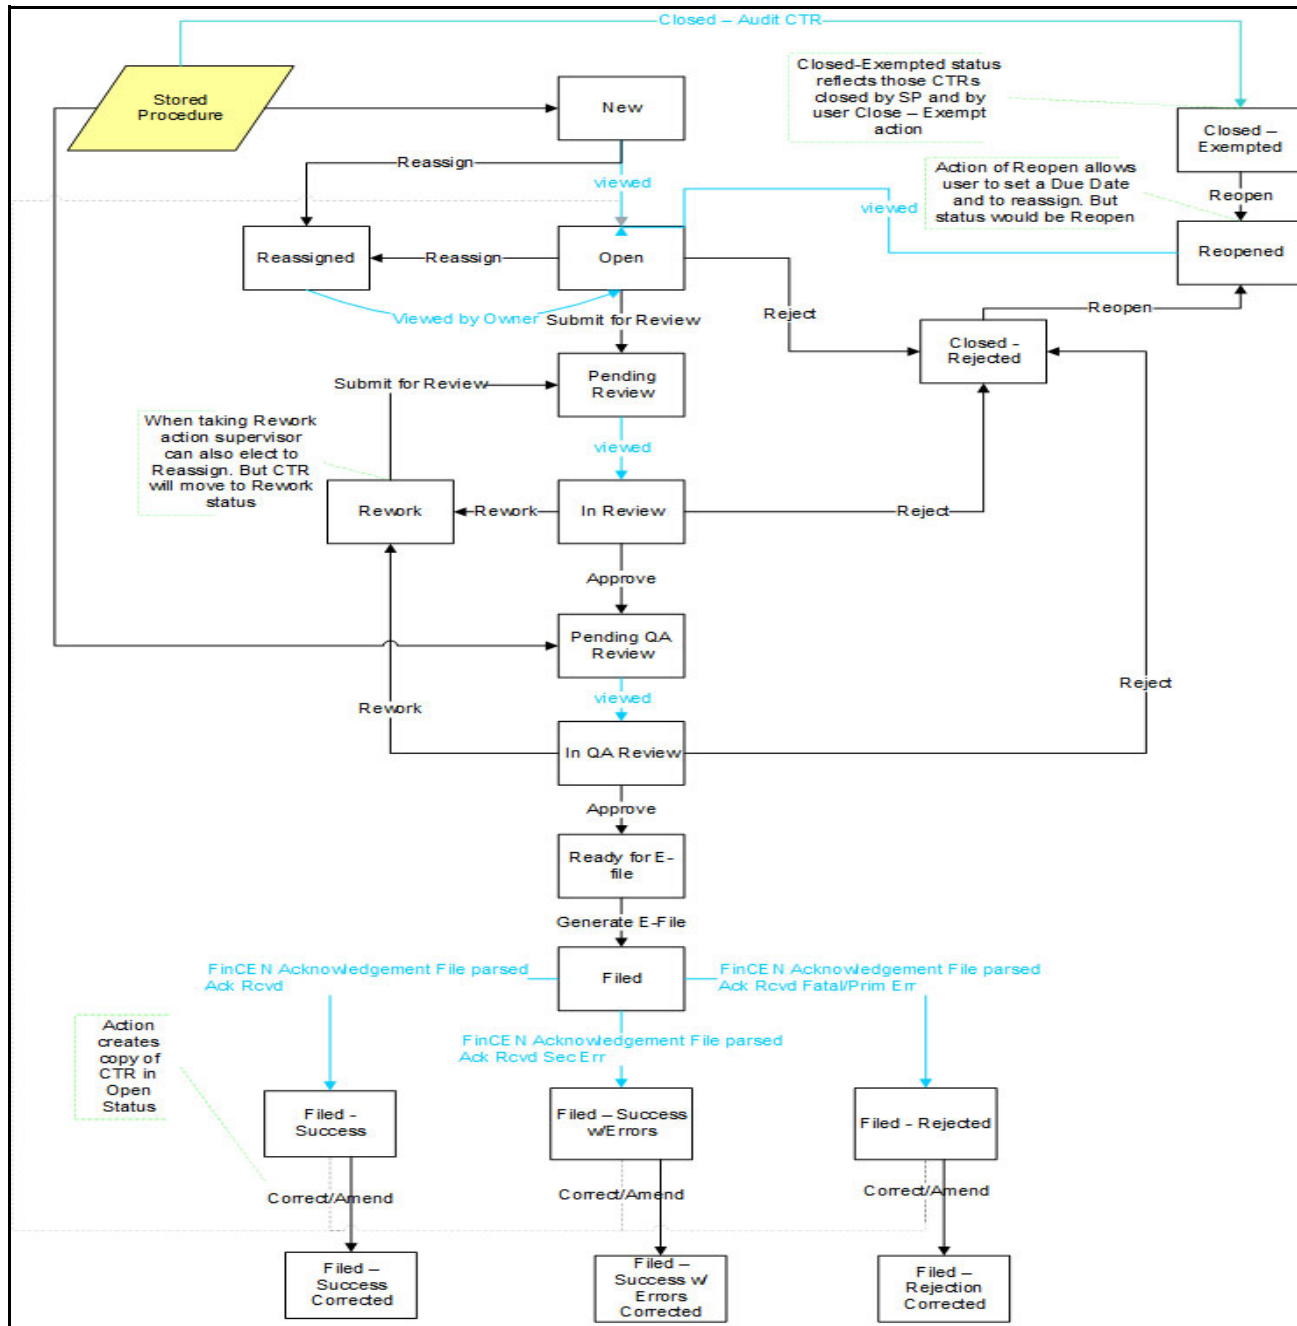 Closed – Audit CTR
Stored
Procedure
New
Closed-Exempted status
reflects those CTRs
closed by SP and by
user Close – Exempt
action
Closed –
Exempted
Reassign
viewed
Action of Reopen allows
user to set a Due Date
and to reassign. But
status would be Reopen
Reopen
viewed
Reassigned
Reassign
Open
Reopened
Viewed by Owner
Submit for Review
Reject
Reopen
Closed -
Rejected
Submit for Review
Pending
Review
When taking Rework
action supervisor
can also elect to
Reassign. But CTR
will move to Rework
status
viewed
Rework
Rework
In Review
Reject
Approve
Pending QA
Review
viewed
Reject
Rework
In QA Review
Approve
Ready for E-
file
Generate E-File
FinCEN Acknowledgement File parsed
Ack Rcvd
Filed
FinCEN Acknowledgement File parsed
Ack Rcvd Fatal/Prim Err
Action
creates
copy of
CTR in
Open
Status
FinCEN Acknowledgement File parsed
Ack Rcvd Sec Err
Filed -
Success
Filed – Success
w/Errors
Filed - Rejected
Correct/Amend
Correct/Amend
Correct/Amend
Filed –
Success
Corrected
Filed –
Success w/
Errors
Corrected
Filed –
Rejection
Corrected